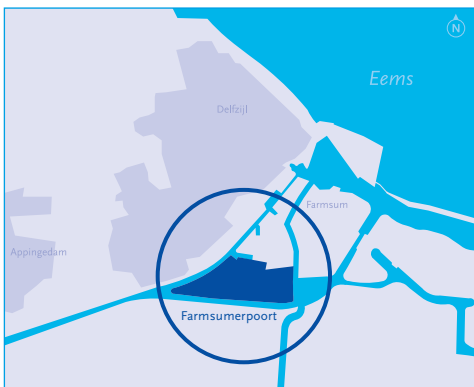 N
Eems
Delfzijl
Farmsum
Appingedam
Farmsumerpoort